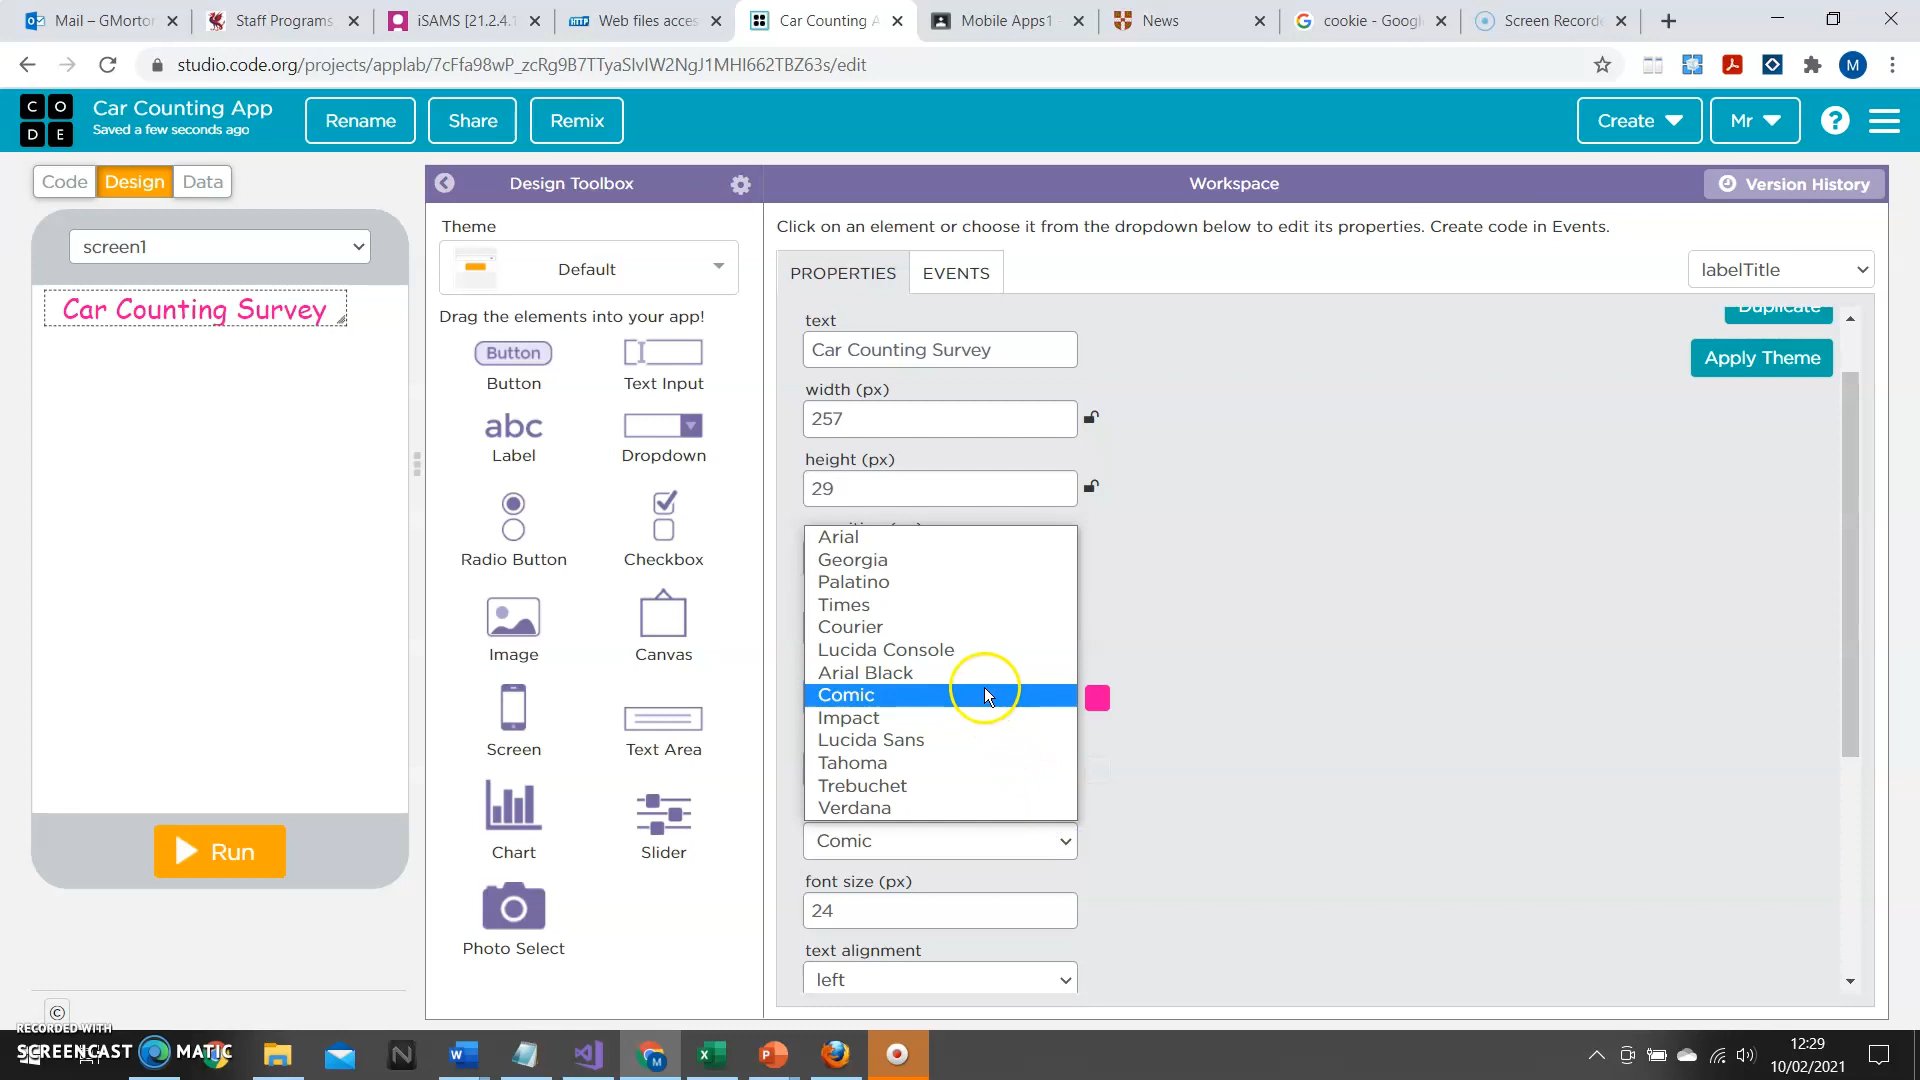 Mail – GMortor
Staff Programs
iSAMS [21.2.4.1
Web files acces
Car Counting A
Mobile Apps1 -
News
cookie - Googl
Screen Recorde
studio.code.org/projects/applab/7cFfa98wP_zcRg9B7TTyaSlvIW2NgJ1MHI662TBZ63s/edit
M
C O
D E
Car Counting App
Saved a few seconds ago
Rename
Share
Remix
Create
Mr
?
Code
Design
Data
Design Toolbox
Workspace
Version History
screen1
Car Counting Survey
Run
Theme
Default
Drag the elements into your app!
Button
Button
Text Input
abc
Label
Dropdown
Radio Button
Checkbox
Image
Canvas
Screen
Text Area
Chart
Slider
Photo Select
Click on an element or choose it from the dropdown below to edit its properties. Create code in Events.
PROPERTIES
EVENTS
labelTitle
Duplicate
Apply Theme
text
Car Counting Survey
width (px)
257
height (px)
29
Arial
Georgia
Palatino
Times
Courier
Lucida Console
Arial Black
Comic
Impact
Lucida Sans
Tahoma
Trebuchet
Verdana
Comic
font size (px)
24
text alignment
left
©
RECORDED WITH
SCREENCAST MATIC
12:29
10/02/2021